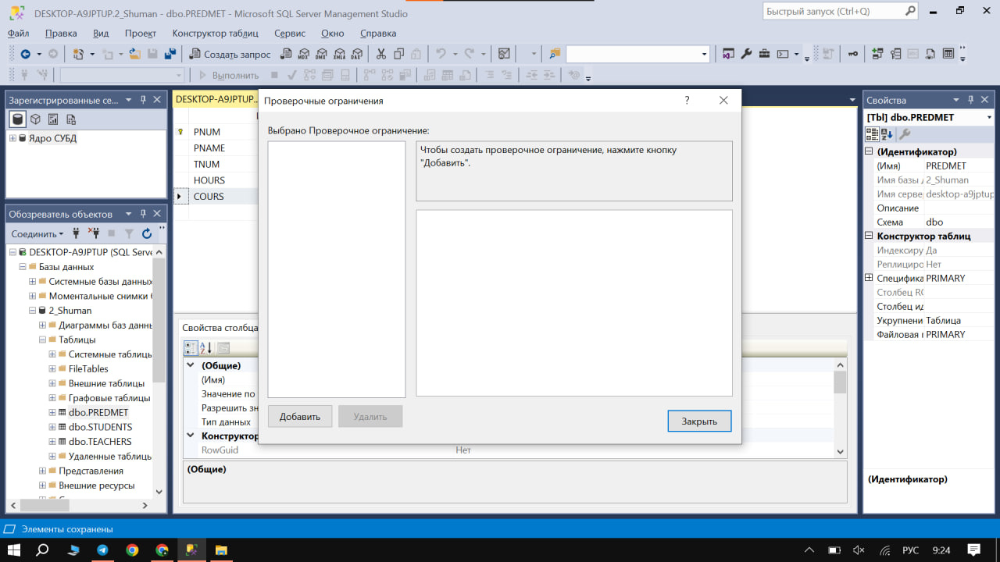 DESKTOP-A9JPTUP.2_Shuman - dbo.PREDMET - Microsoft SQL Server Management Studio
Быстрый запуск (Ctrl+Q)
Файл Правка Вид Проект Конструктор таблиц Сервис Окно Справка
Создать запрос
MDX DMX XMLA DAX
Выполнить
Зарегистрированные се...
Ядро СУБД
Обозреватель объектов
Соединить
DESKTOP-A9JPTUP (SQL Serve
Базы данных
Системные базы данных
Моментальные снимки
2_Shuman
Диаграммы баз данн
Таблицы
Системные таблиць
FileTables
Внешние таблицы
Графовые таблицы
dbo.PREDMET
dbo.STUDENTS
dbo.TEACHERS
Удаленные таблиць
Представления
Внешние ресурсы
DESKTOP-A9JPTUP...
PNUM
PNAME
TNUM
HOURS
COURS
Свойства столбца
(Общие)
(Имя)
Значение по
Разрешить зн
Тип данных
Конструктор
RowGuid Нет
(Общие)
Проверочные ограничения
?
Выбрано Проверочное ограничение:
Чтобы создать проверочное ограничение, нажмите кнопку
"Добавить".
Добавить
Удалить
Закрыть
Свойства
[Tbl] dbo.PREDMET
(Идентификатор)
(Имя) PREDMET
Имя базы д 2_Shuman
Имя серве desktop-a9jptup
Описание
Схема dbo
Конструктор таблиц
Индексиру Да
Реплициро Нет
Специфика PRIMARY
Столбец RO
Столбец ид
Укрупнени Таблица
Файловая г PRIMARY
(Идентификатор)
Элементы сохранены
РУС
9:24